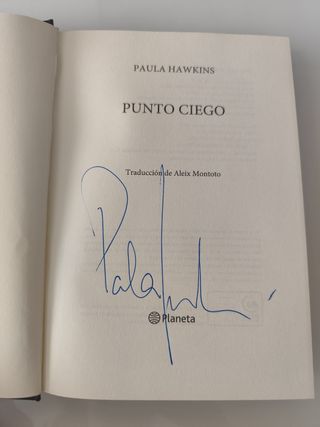 PAULA HAWKINS
PUNTO CIEGO
Traducción de Aleix Montoto
Planeta